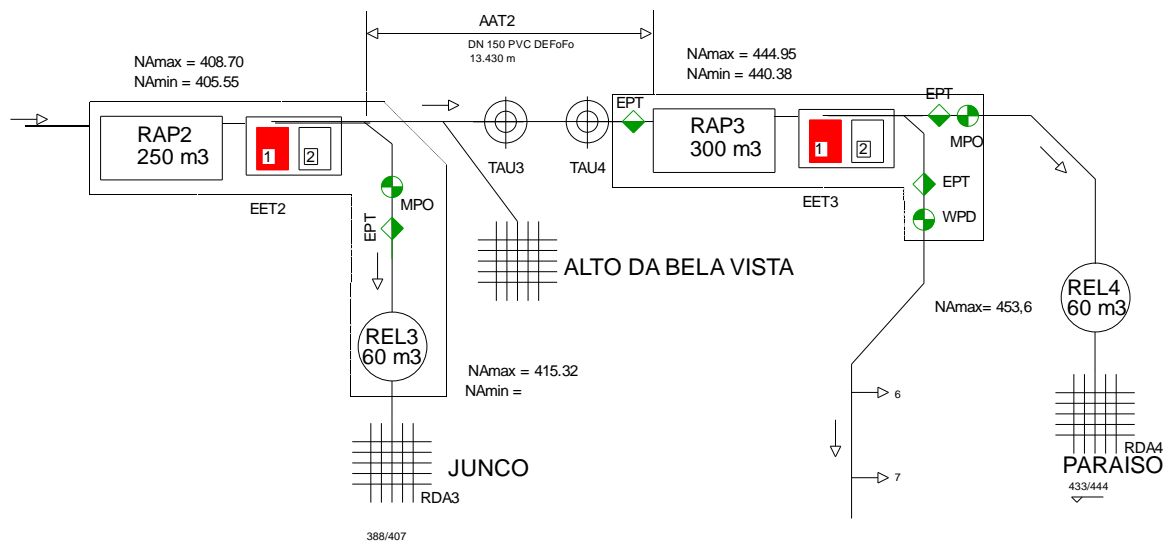 AAT2
DN 150 PVC DEFoFo
13.430 m
NAmax = 408.70
NAmin = 405.55
NAmax = 444.95
NAmin = 440.38
RAP2
250 m3
1
2
EET2
MPO
EPT
TAU3
TAU4
EPT
RAP3
300 m3
1
2
EET3
EPT
MPO
EPT
WPD
ALTO DA BELA VISTA
REL3
60 m3
NAmax = 415.32
NAmin =
NAmax= 453,6
REL4
60 m3
6
7
JUNCO
RDA3
388/407
RDA4
PARAISO
433/444